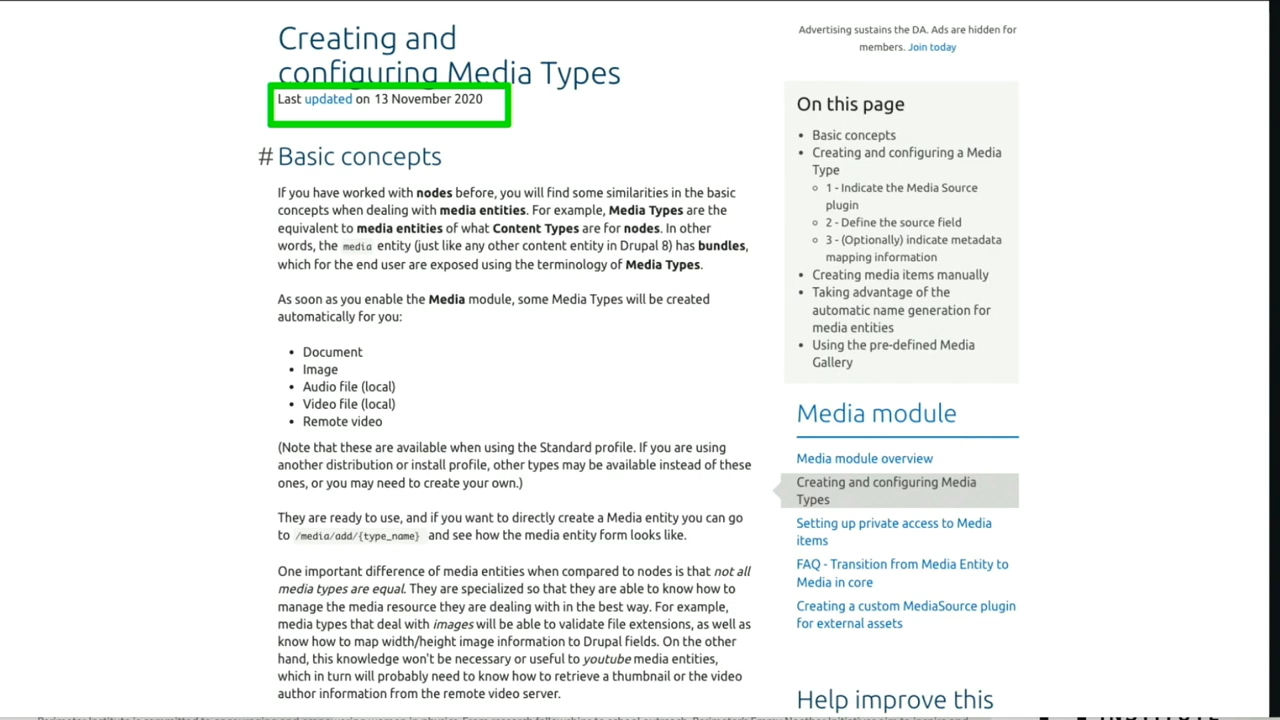 Creating and
configuring Media Types
Last updated on 13 November 2020
# Basic concepts
If you have worked with nodes before, you will find some similarities in the basic
concepts when dealing with media entities. For example, Media Types are the
equivalent to media entities of what Content Types are for nodes. In other
words, the media entity (just like any other content entity in Drupal 8) has bundles,
which for the end user are exposed using the terminology of Media Types.
As soon as you enable the Media module, some Media Types will be created
automatically for you:
• Document
• Image
• Audio file (local)
• Video file (local)
• Remote video
(Note that these are available when using the Standard profile. If you are using
another distribution or install profile, other types may be available instead of these
ones, or you may need to create your own.)
They are ready to use, and if you want to directly create a Media entity you can go
to /media/add/{type_name} and see how the media entity form looks like.
One important difference of media entities when compared to nodes is that not all
media types are equal. They are specialized so that they are able to know how to
manage the media resource they are dealing with in the best way. For example,
media types that deal with images will be able to validate file extensions, as well as
know how to map width/height image information to Drupal fields. On the other
hand, this knowledge won't be necessary or useful to youtube media entities,
which in turn will probably need to know how to retrieve a thumbnail or the video
author information from the remote video server.
Advertising sustains the DA. Ads are hidden for
members. Join today
On this page
• Basic concepts
• Creating and configuring a Media
Type
○ 1 - Indicate the Media Source
plugin
○ 2 - Define the source field
○ 3 - (Optionally) indicate metadata
mapping information
• Creating media items manually
• Taking advantage of the
automatic name generation for
media entities
• Using the pre-defined Media
Gallery
Media module
Media module overview
Creating and configuring Media
Types
Setting up private access to Media
items
FAQ - Transition from Media Entity to
Media in core
Creating a custom MediaSource plugin
for external assets
Help improve this